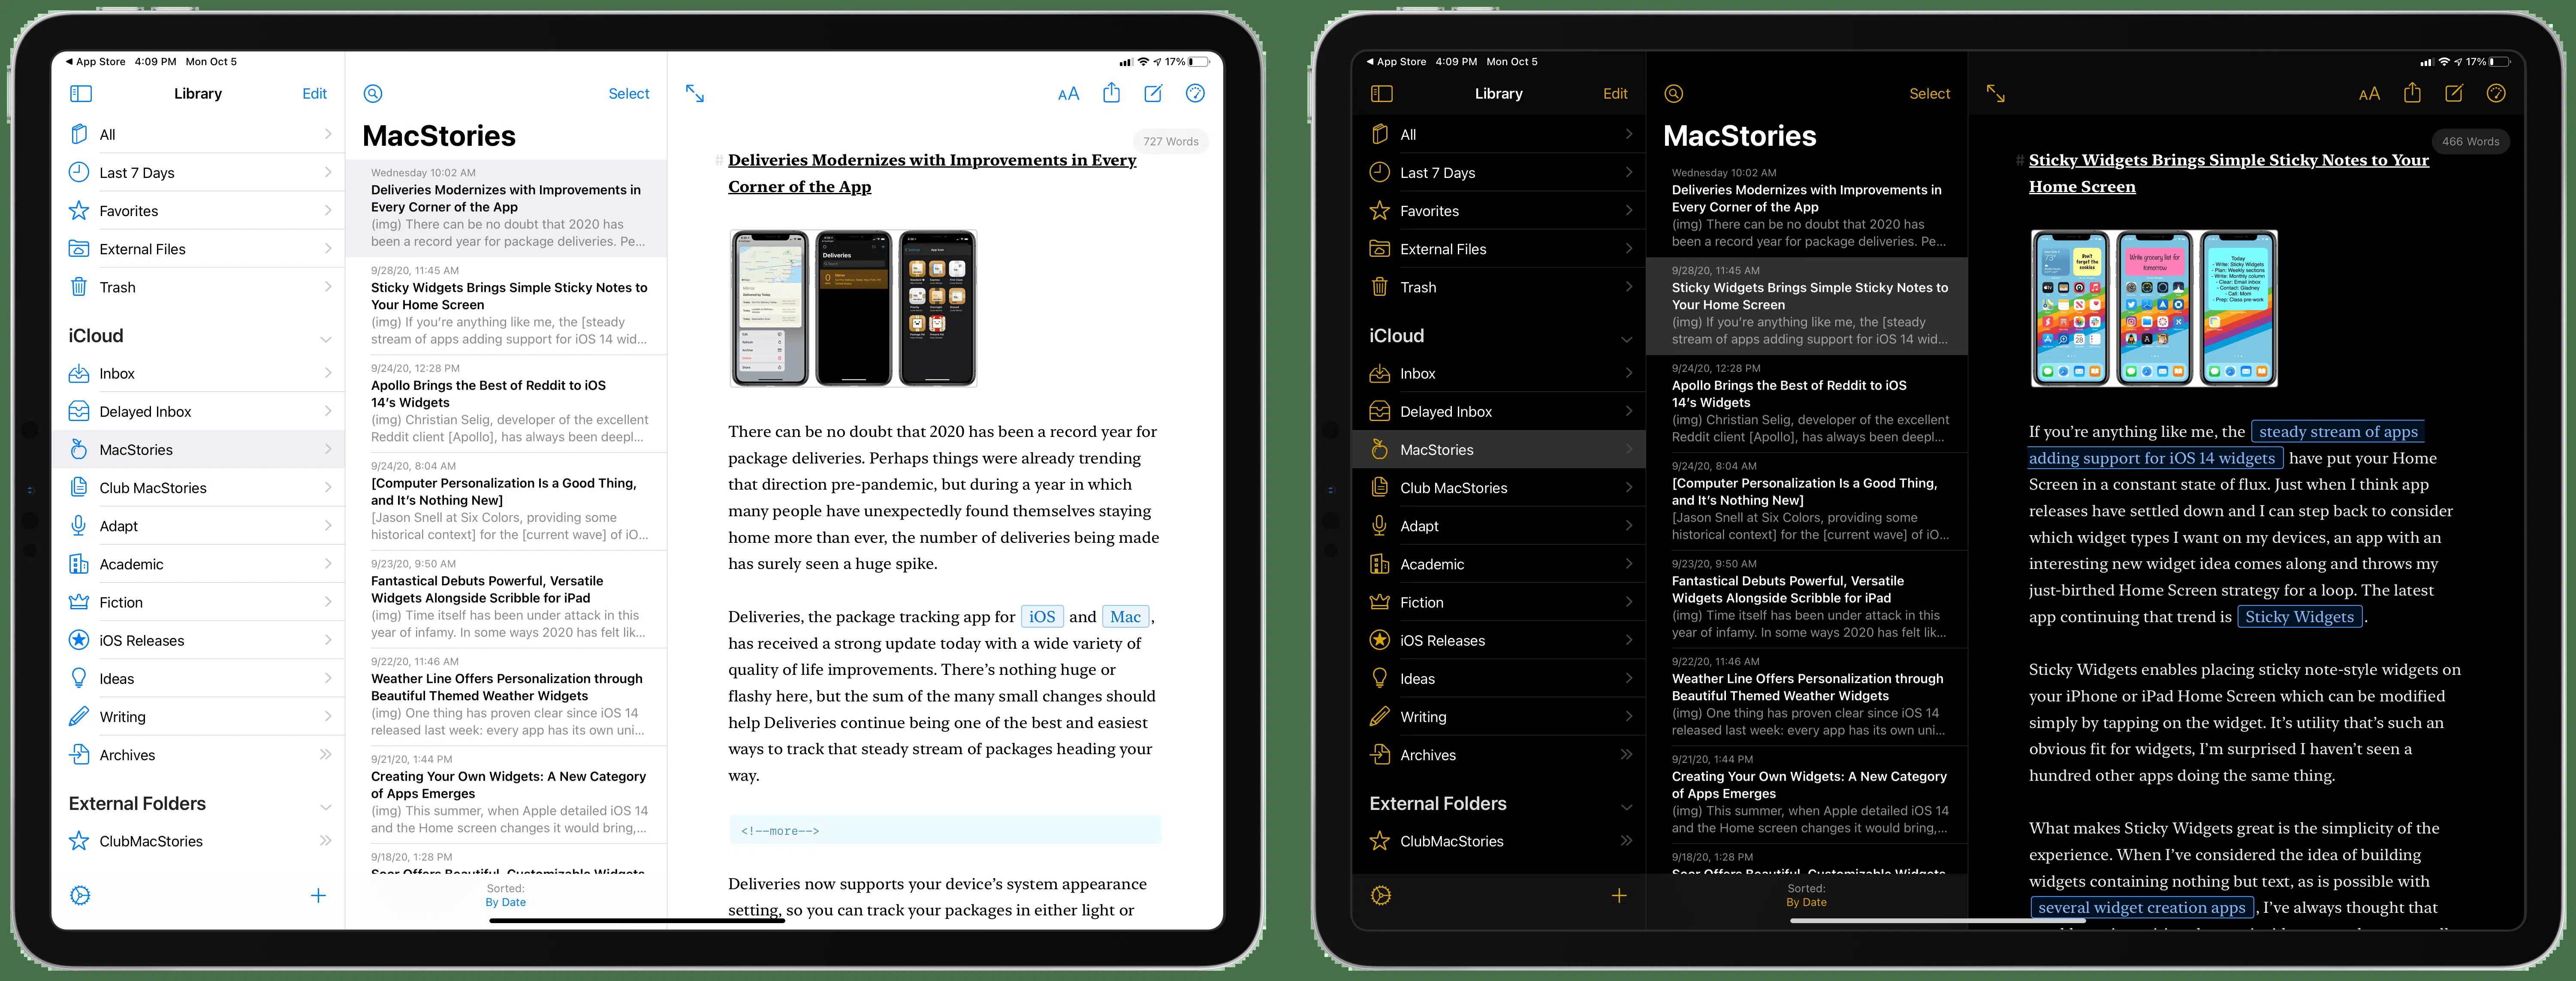 App Store 4:09 PM Mon Oct 5
17%
Library
Edit
All
Last 7 Days
Favorites
External Files
Trash
iCloud
Inbox
Delayed Inbox
MacStories
Club MacStories
Adapt
Academic
Fiction
iOS Releases
Ideas
Writing
Archives
External Folders
ClubMacStories
Select
MacStories
Wednesday 10:02 AM
Deliveries Modernizes with Improvements in
Every Corner of the App
(img) There can be no doubt that 2020 has
been a record year for package deliveries. Pe...
9/28/20, 11:45 AM
Sticky Widgets Brings Simple Sticky Notes to
Your Home Screen
(img) If you're anything like me, the [steady
stream of apps adding support for iOS 14 wid...
9/24/20, 12:28 PM
Apollo Brings the Best of Reddit to iOS
14's Widgets
(img) Christian Selig, developer of the excellent
Reddit client [Apollo], has always been deepl...
9/24/20, 8:04 AM
[Computer Personalization Is a Good Thing,
and It's Nothing New]
[Jason Snell at Six Colors, providing some
historical context] for the [current wave] of iO...
9/23/20, 9:50 AM
Fantastical Debuts Powerful, Versatile
Widgets Alongside Scribble for iPad
(img) Time itself has been under attack in this
year of infamy. In some ways 2020 has felt lik...
9/22/20, 11:46 AM
Weather Line Offers Personalization through
Beautiful Themed Weather Widgets
(img) One thing has proven clear since iOS 14
released last week: every app has its own uni...
9/21/20, 1:44 PM
Creating Your Own Widgets: A New Category
of Apps Emerges
(img) This summer, when Apple detailed iOS 14
and the Home screen changes it would bring,...
9/18/20, 1:28 PM
Soor Offers Beautiful, Customizable Widgets
Sorted:
By Date
AA
727 Words
# Deliveries Modernizes with Improvements in Every
Corner of the App
Deliveries
There can be no doubt that 2020 has been a record year for
package deliveries. Perhaps things were already trending
that direction pre-pandemic, but during a year in which
many people have unexpectedly found themselves staying
home more than ever, the number of deliveries being made
has surely seen a huge spike.
Deliveries, the package tracking app for iOS and Mac,
has received a strong update today with a wide variety of
quality of life improvements. There's nothing huge or
flashy here, but the sum of the many small changes should
help Deliveries continue being one of the best and easiest
ways to track that steady stream of packages heading your
way.
<!--more-->
Deliveries now supports your device's system appearance
setting, so you can track your packages in either light or
App Store 4:09 PM Mon Oct 5
17%
Library
Edit
All
Last 7 Days
Favorites
External Files
Trash
iCloud
Inbox
Delayed Inbox
MacStories
Club MacStories
Adapt
Academic
Fiction
iOS Releases
Ideas
Writing
Archives
External Folders
ClubMacStories
Select
MacStories
Wednesday 10:02 AM
Deliveries Modernizes with Improvements in
Every Corner of the App
(img) There can be no doubt that 2020 has
been a record year for package deliveries. Pe...
9/28/20, 11:45 AM
Sticky Widgets Brings Simple Sticky Notes to
Your Home Screen
(img) If you're anything like me, the [steady
stream of apps adding support for iOS 14 wid...
9/24/20, 12:28 PM
Apollo Brings the Best of Reddit to iOS
14's Widgets
(img) Christian Selig, developer of the excellent
Reddit client [Apollo], has always been deepl...
9/24/20, 8:04 AM
[Computer Personalization Is a Good Thing,
and It's Nothing New]
[Jason Snell at Six Colors, providing some
historical context] for the [current wave] of iO...
9/23/20, 9:50 AM
Fantastical Debuts Powerful, Versatile
Widgets Alongside Scribble for iPad
(img) Time itself has been under attack in this
year of infamy. In some ways 2020 has felt lik...
9/22/20, 11:46 AM
Weather Line Offers Personalization through
Beautiful Themed Weather Widgets
(img) One thing has proven clear since iOS 14
released last week: every app has its own uni...
9/21/20, 1:44 PM
Creating Your Own Widgets: A New Category
of Apps Emerges
(img) This summer, when Apple detailed iOS 14
and the Home screen changes it would bring,...
9/18/20, 1:28 PM
Soor Offers Beautiful, Customizable Widgets
Sorted:
By Date
AA
466 Words
# Sticky Widgets Brings Simple Sticky Notes to Your
Home Screen
Don't
forget the
cookies
Write grocery list for
tomorrow
Today
- Write: Sticky Widgets
- Plan: Weekly sections
- Write: Monthly column
- Clear: Email inbox
- Contact: Gladney
- Call: Mom
- Prep: Class pre-work
If you're anything like me, the steady stream of apps
adding support for iOS 14 widgets have put your Home
Screen in a constant state of flux. Just when I think app
releases have settled down and I can step back to consider
which widget types I want on my devices, an app with an
interesting new widget idea comes along and throws my
just-birthed Home Screen strategy for a loop. The latest
app continuing that trend is Sticky Widgets.
Sticky Widgets enables placing sticky note-style widgets on
your iPhone or iPad Home Screen which can be modified
simply by tapping on the widget. It's utility that's such an
obvious fit for widgets, I'm surprised I haven't seen a
hundred other apps doing the same thing.
What makes Sticky Widgets great is the simplicity of the
experience. When I've considered the idea of building
widgets containing nothing but text, as is possible with
several widget creation apps, I've always thought that